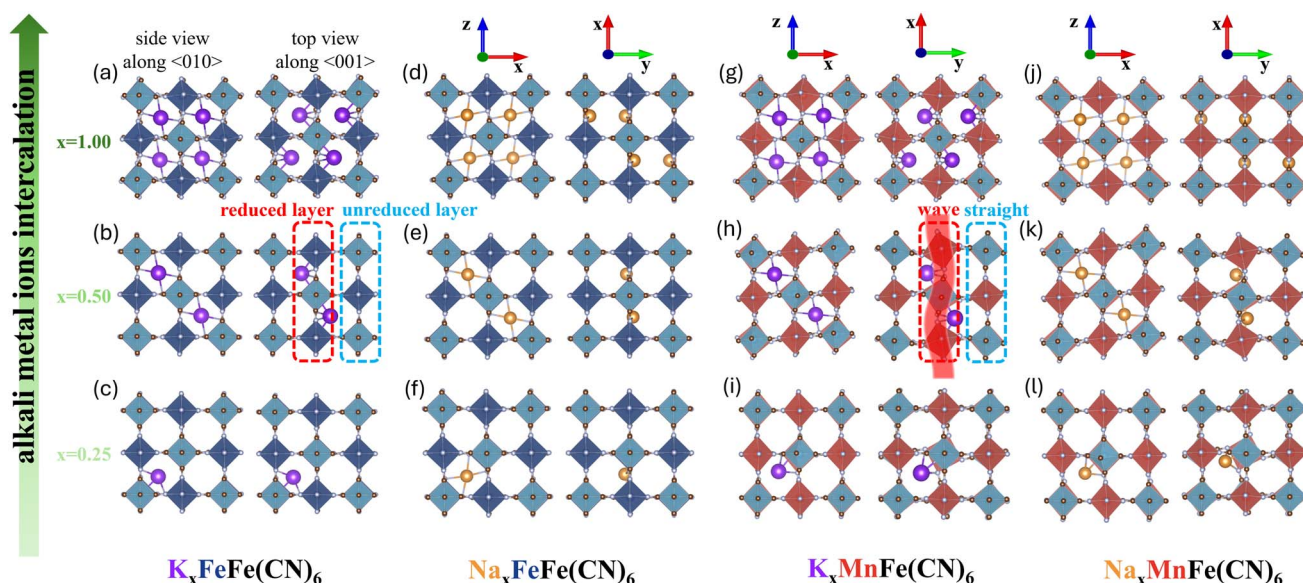 alkali metal ions intercalation
x=1.00
x=0.50
x=0.25
side view
along <010>
top view
along <001>
z
x
x
y
z
x
x
y
(a)
(d)
(g)
(j)
reduced layer
unreduced layer
wave
straight
(b)
(e)
(h)
(k)
(c)
(f)
(i)
(l)
KxFeFe(CN)6
NaxFeFe(CN)6
KxMnFe(CN)6
NaxMnFe(CN)6